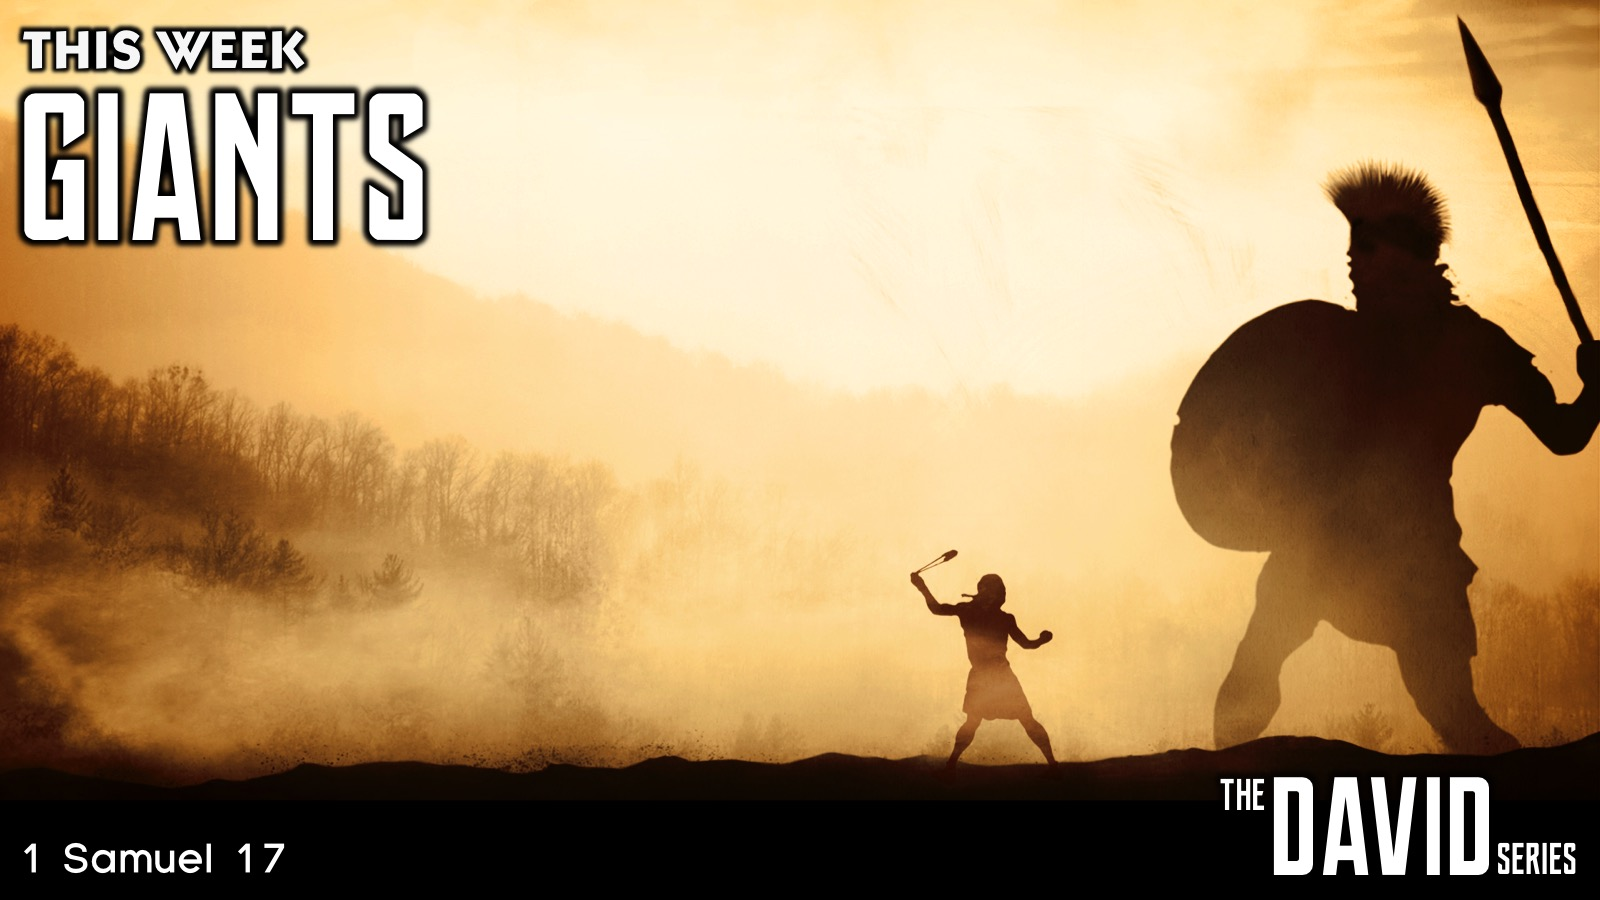 THIS WEEK
GIANTS
1 Samuel 17
THE DAVID SERIES